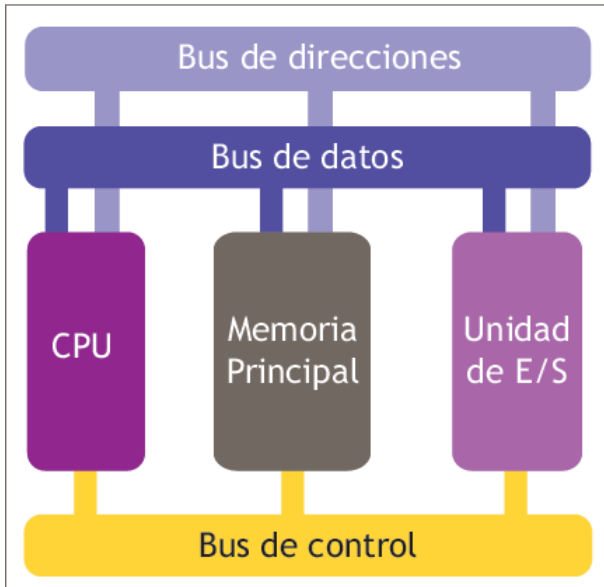 Bus de direcciones
Bus de datos
CPU
Memoria
Principal
Unidad
de E/S
Bus de control